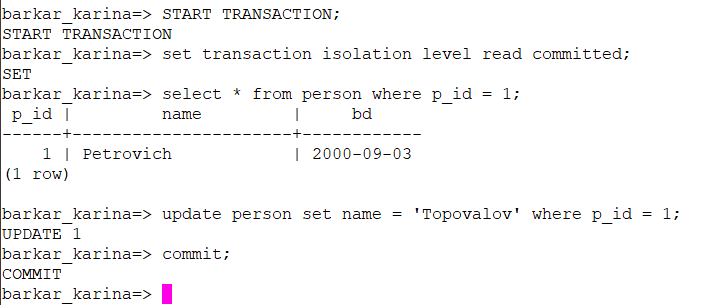 barkar_karina=> START TRANSACTION;
START TRANSACTION
barkar_karina=> set transaction isolation level read committed;
SET
barkar_karina=> select * from person where p_id = 1;
 p_id |         name         |     bd
------+----------------------+------------
    1 | Petrovich            | 2000-09-03
(1 row)

barkar_karina=> update person set name = 'Topovalov' where p_id = 1;
UPDATE 1
barkar_karina=> commit;
COMMIT
barkar_karina=>